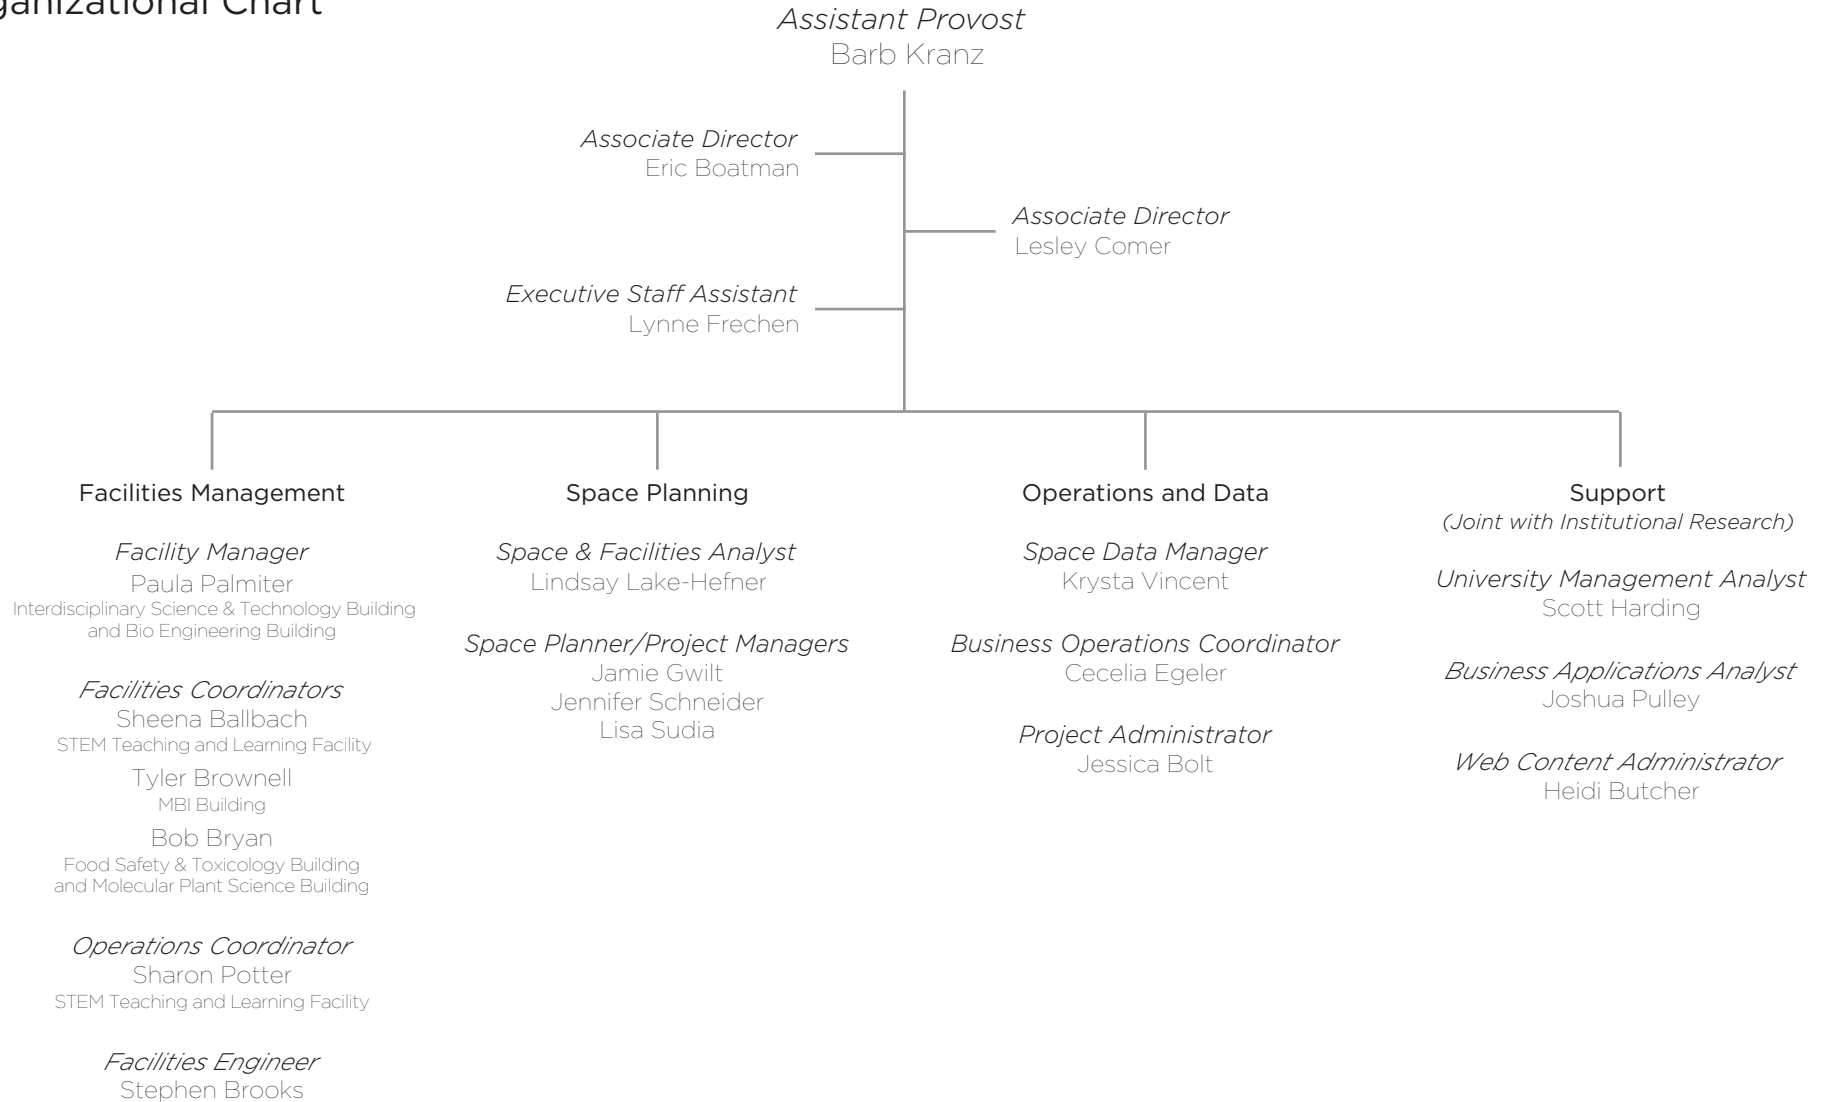 ganizational Chart
Assistant Provost
Barb Kranz
Associate Director
Eric Boatman
Associate Director
Lesley Comer
Executive Staff Assistant
Lynne Frechen
Facilities Management
Facility Manager
Paula Palmiter
Interdisciplinary Science & Technology Building
and Bio Engineering Building
Facilities Coordinators
Sheena Ballbach
STEM Teaching and Learning Facility
Tyler Brownell
MBI Building
Bob Bryan
Food Safety & Toxicology Building
and Molecular Plant Science Building
Operations Coordinator
Sharon Potter
STEM Teaching and Learning Facility
Facilities Engineer
Stephen Brooks
Space Planning
Space & Facilities Analyst
Lindsay Lake-Hefner
Space Planner/Project Managers
Jamie Gwilt
Jennifer Schneider
Lisa Sudia
Operations and Data
Space Data Manager
Krysta Vincent
Business Operations Coordinator
Cecelia Egeler
Project Administrator
Jessica Bolt
Support
(Joint with Institutional Research)
University Management Analyst
Scott Harding
Business Applications Analyst
Joshua Pulley
Web Content Administrator
Heidi Butcher